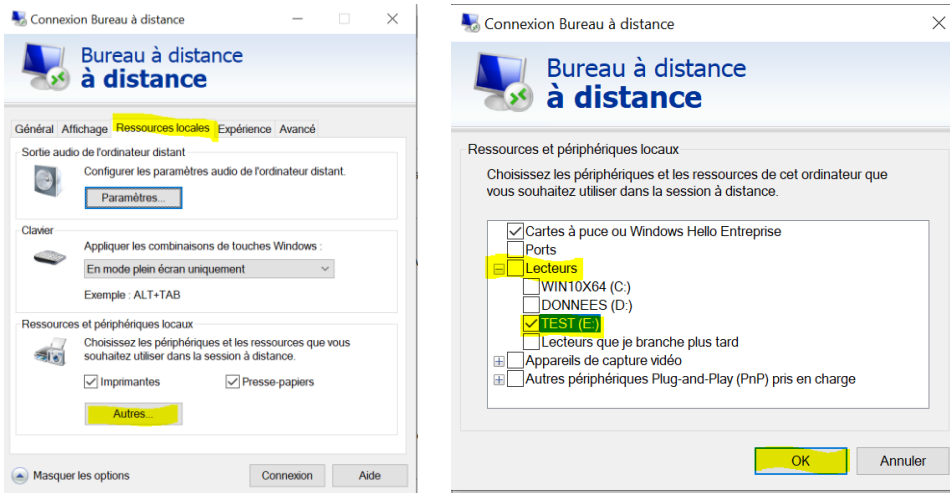 Connexion Bureau à distance
Bureau à distance
à distance
Général Affichage Ressources locales Expérience Avancé
Sortie audio de l'ordinateur distant
Configurer les paramètres audio de l'ordinateur distant.
Paramètres...
Clavier
Appliquer les combinaisons de touches Windows :
En mode plein écran uniquement
Exemple : ALT+TAB
Ressources et périphériques locaux
Choisissez les périphériques et les ressources que vous
souhaitez utiliser dans la session à distance.
Imprimantes Presse-papiers
Autres...
Masquer les options Connexion Aide
Connexion Bureau à distance
Bureau à distance
à distance
Ressources et périphériques locaux
Choisissez les périphériques et les ressources de cet ordinateur que
vous souhaitez utiliser dans la session à distance.
Cartes à puce ou Windows Hello Entreprise
Ports
Lecteurs
WIN10X64 (C:)
DONNEES (D:)
TEST (E:)
Lecteurs que je branche plus tard
Appareils de capture vidéo
Autres périphériques Plug-and-Play (PnP) pris en charge
OK Annuler